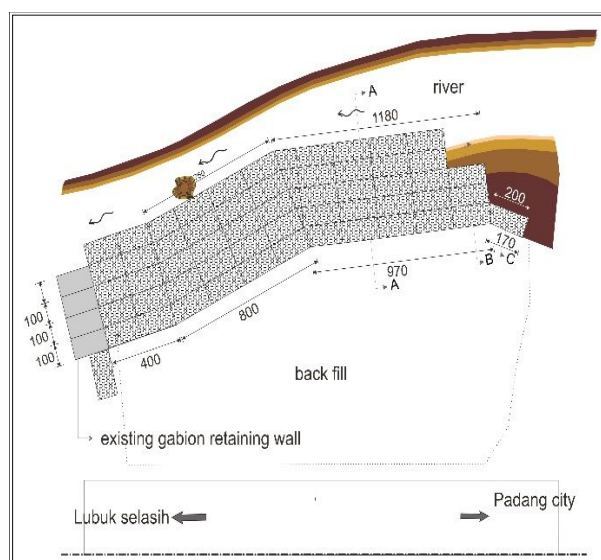 river
A
1180
200
170
B
C
970
A
800
400
100
100
100
back fill
existing gabion retaining wall
Padang city
Lubuk selasih